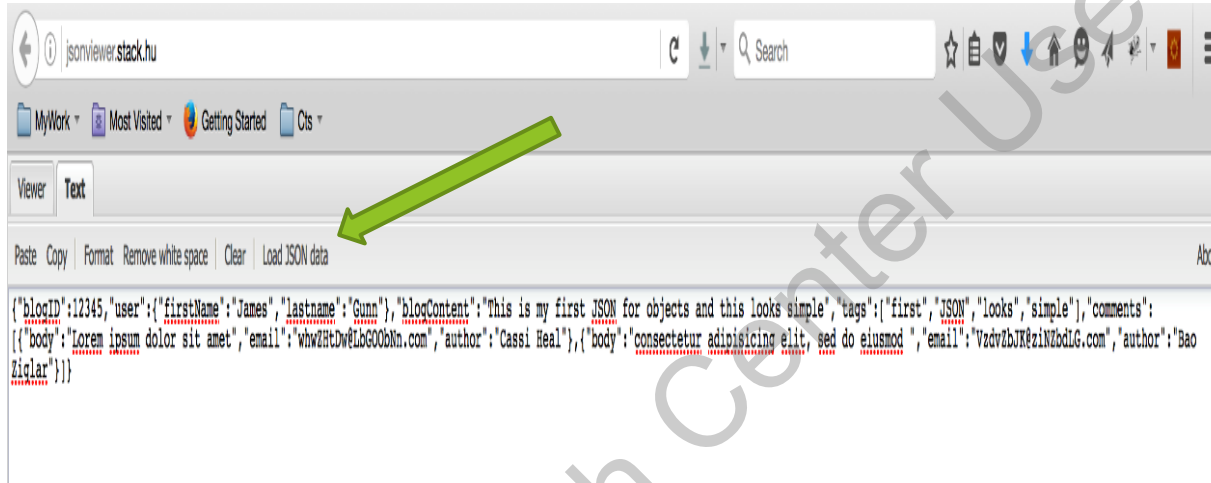 jsonviewer.stack.hu
Search
MyWork Most Visited Getting Started Cts
Viewer Text
Paste Copy Format Remove white space Clear Load JSON data
{"blogID":12345,"user":{"firstName":"James","lastname":"Gunn"},"blogContent":"This is my first JSON for objects and this looks simple","tags":["first","JSON","looks","simple"],"comments":
[{"body":"Lorem ipsum dolor sit amet","email":"whwZHtDw@LbGOObNn.com","author":"Cassi Heal"},{"body":"consectetur adipisicing elit, sed do eiusmod ","email":"VzdvZbJK@ziNZbdLG.com","author":"Bao
Ziqlar"}]}
Center Use